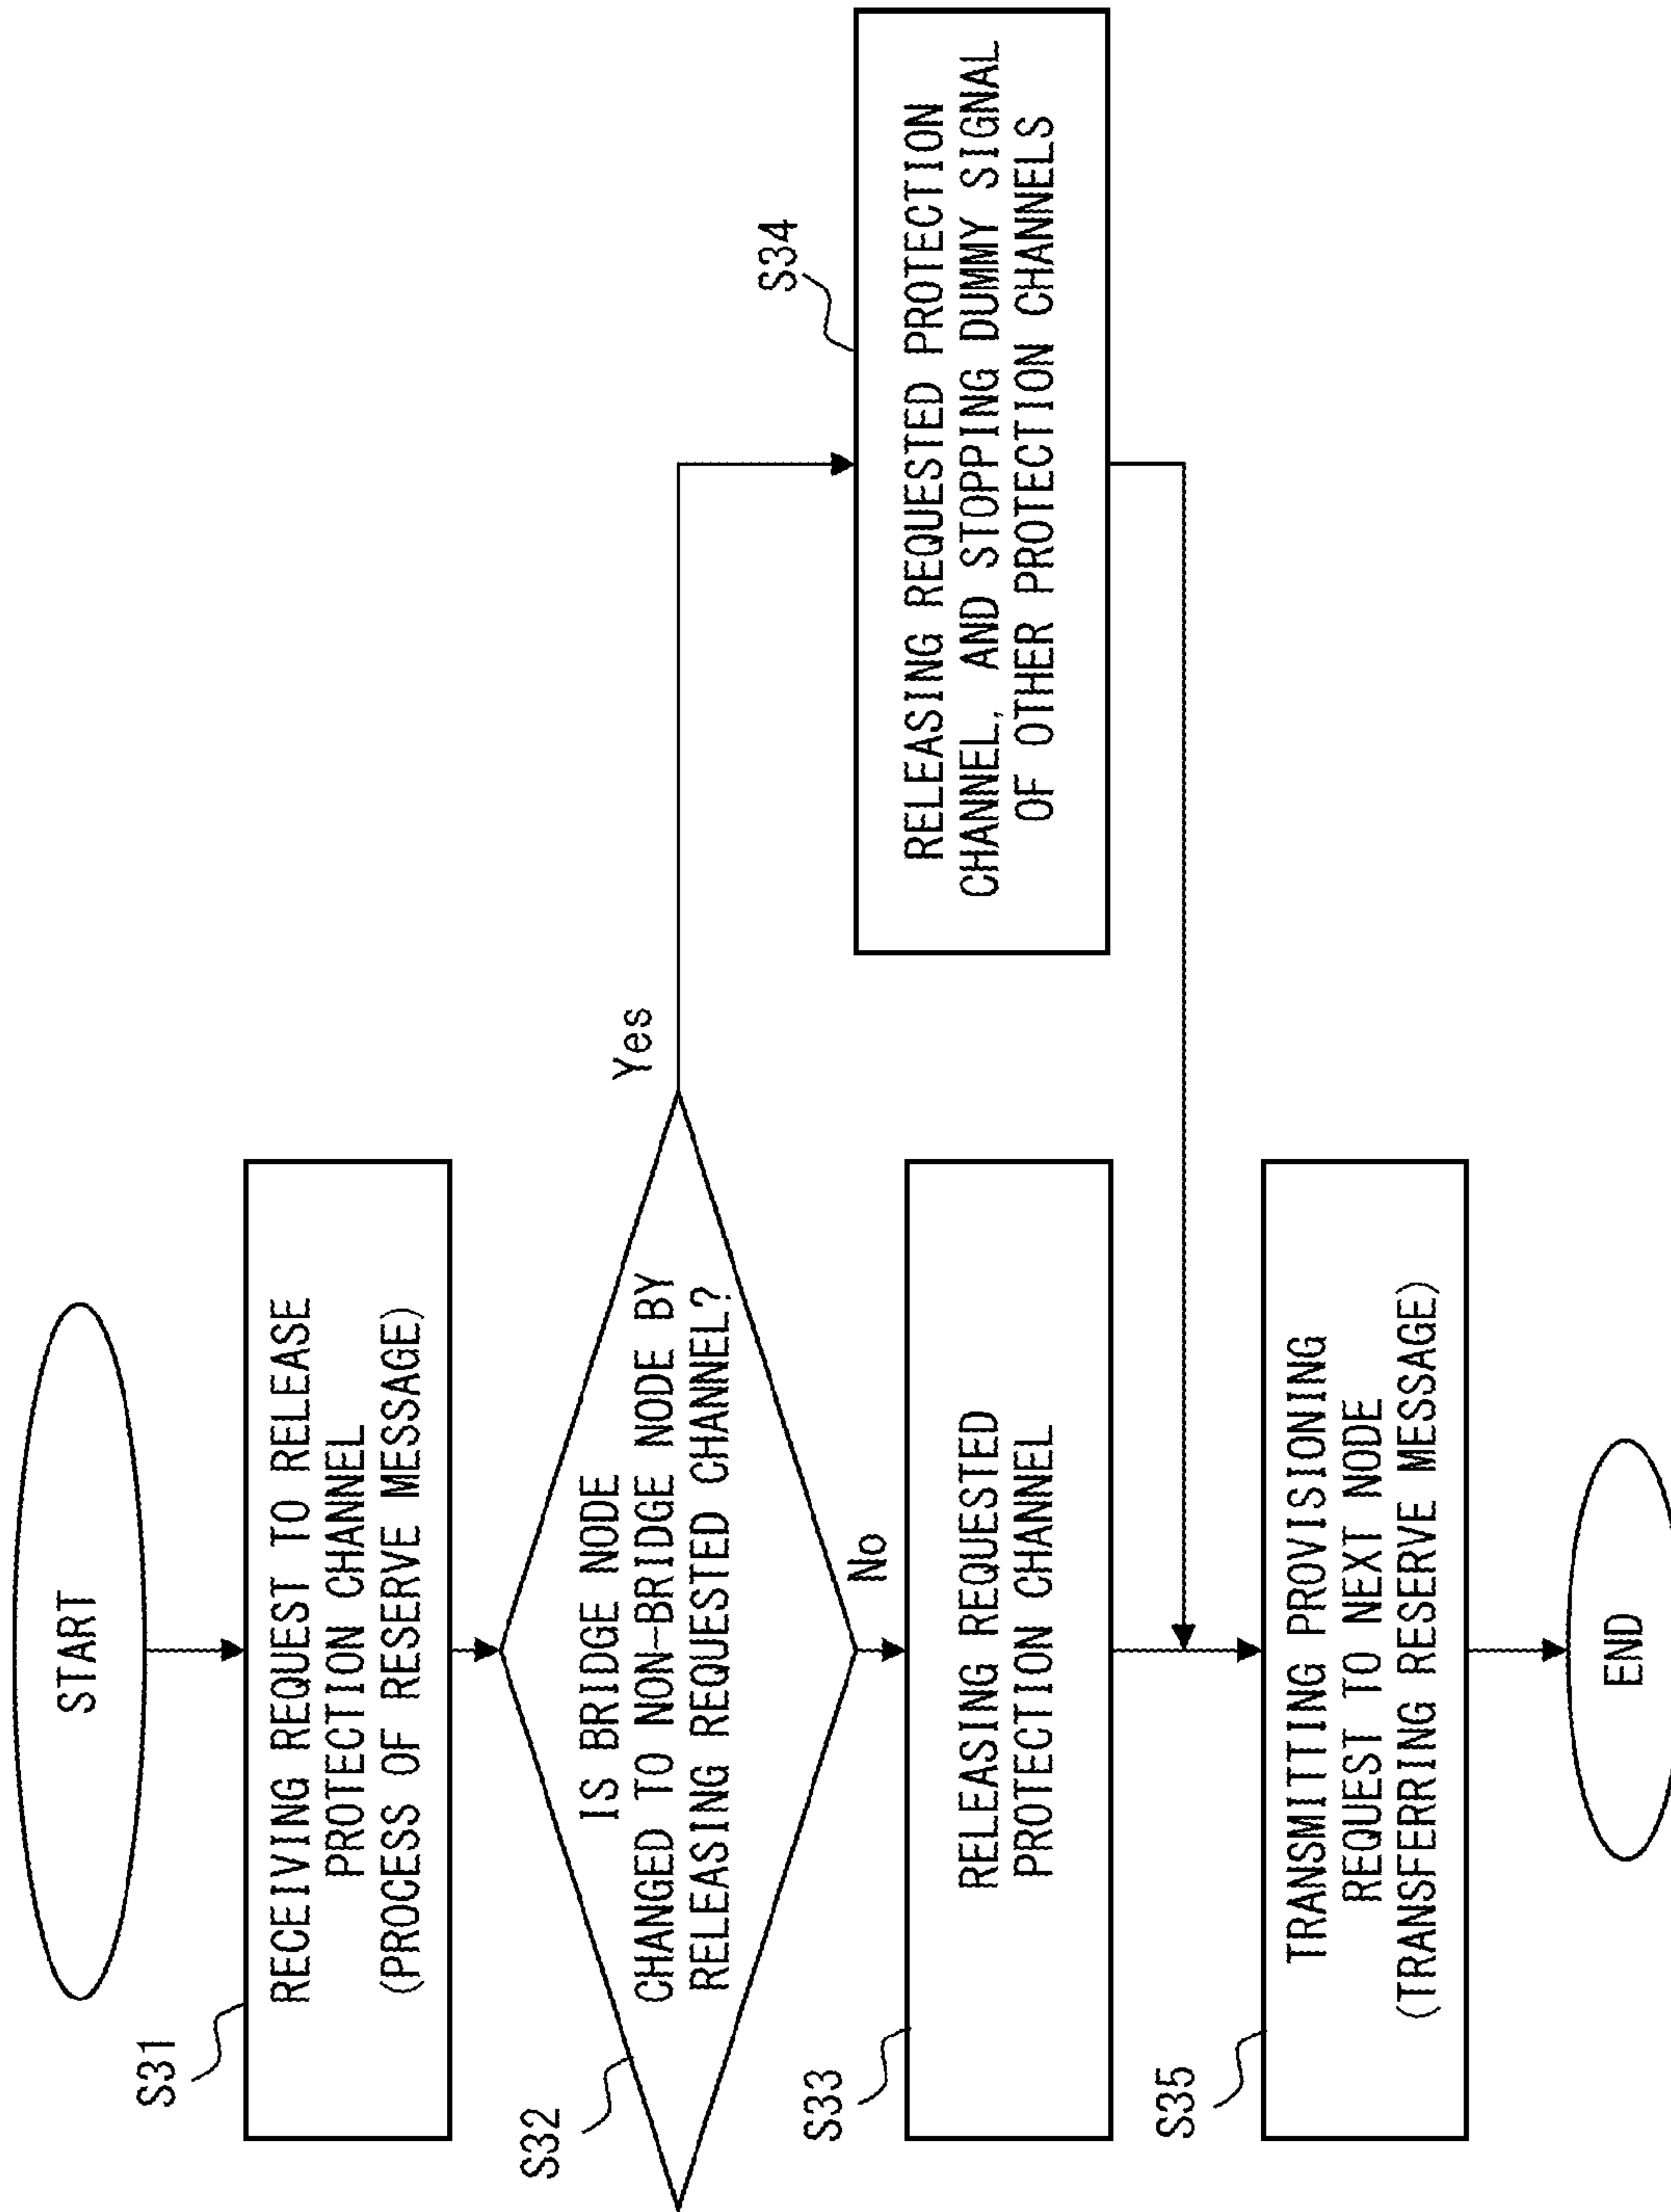 START
S31
RECEIVING REQUEST TO RELEASE
PROTECTION CHANNEL
(PROCESS OF RESERVE MESSAGE)
S32
IS BRIDGE NODE
CHANGED TO NON-BRIDGE NODE BY
RELEASING REQUESTED CHANNEL?
Yes
No
S33
RELEASING REQUESTED
PROTECTION CHANNEL
S34
RELEASING REQUESTED PROTECTION
CHANNEL, AND STOPPING DUMMY SIGNAL
OF OTHER PROTECTION CHANNELS
S35
TRANSMITTING PROVISIONING
REQUEST TO NEXT NODE
(TRANSFERRING RESERVE MESSAGE)
END